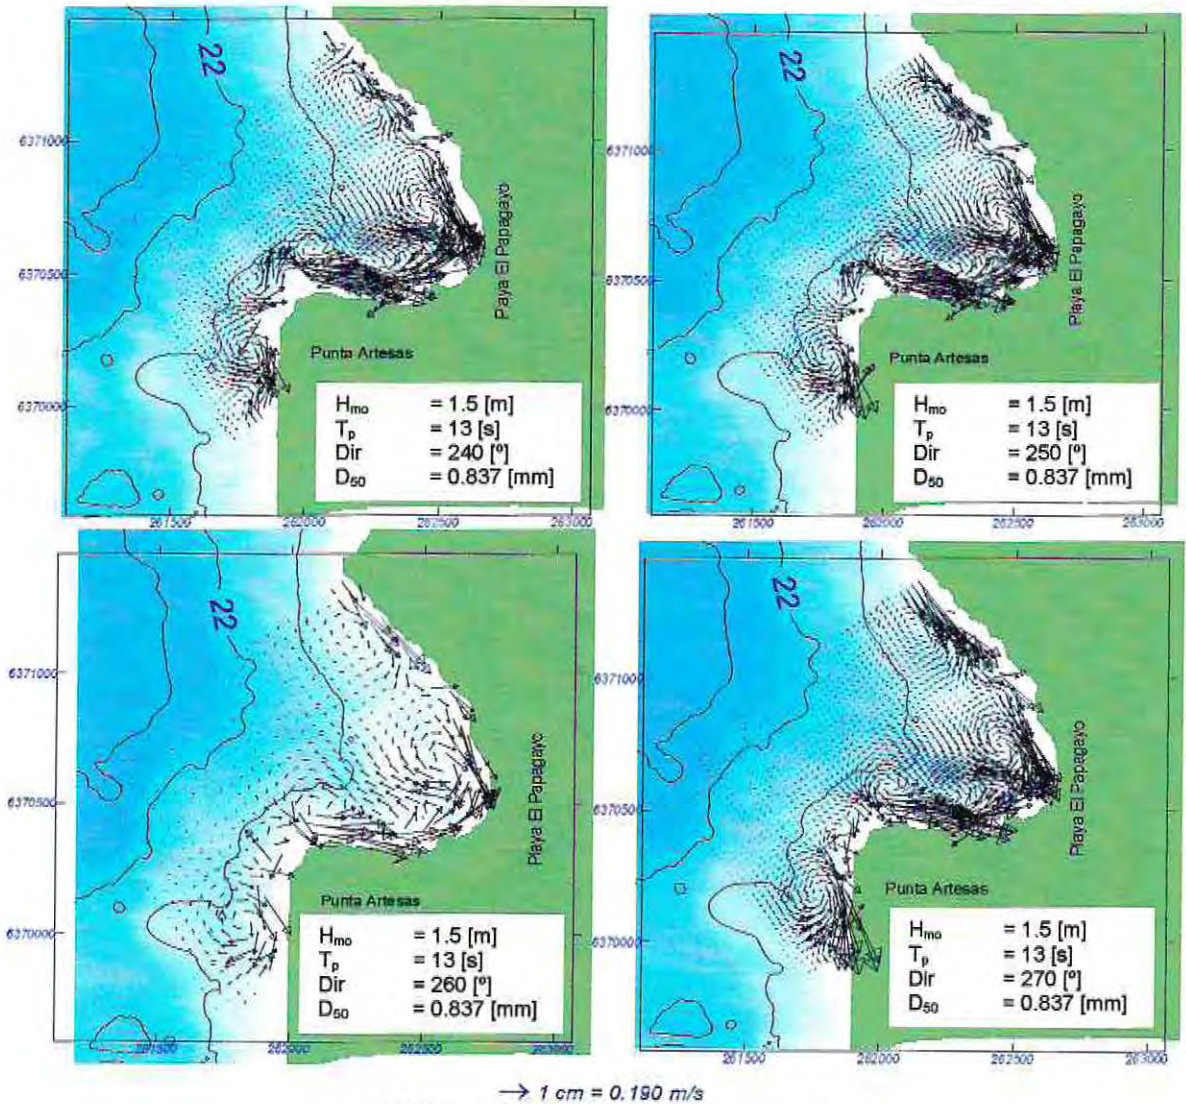 22
6371000
6370500
6370000
Playa El Papagayo
Punta Artesas
Hmo = 1.5 [m]
Tp = 13 [s]
Dir = 240 [º]
D50 = 0.837 [mm]
261500 262000 262500 263000
22
6371000
6370500
6370000
Playa El Papagayo
Punta Artesas
Hmo = 1.5 [m]
Tp = 13 [s]
Dir = 250 [º]
D50 = 0.837 [mm]
261500 262000 262500 263000
22
6371000
6370500
6370000
Playa El Papagayo
Punta Artesas
Hmo = 1.5 [m]
Tp = 13 [s]
Dir = 260 [º]
D50 = 0.837 [mm]
261500 262000 262500 263000
22
6371000
6370500
6370000
Playa El Papagayo
Punta Artesas
Hmo = 1.5 [m]
Tp = 13 [s]
Dir = 270 [º]
D50 = 0.837 [mm]
261500 262000 262500 263000
→ 1 cm = 0.190 m/s